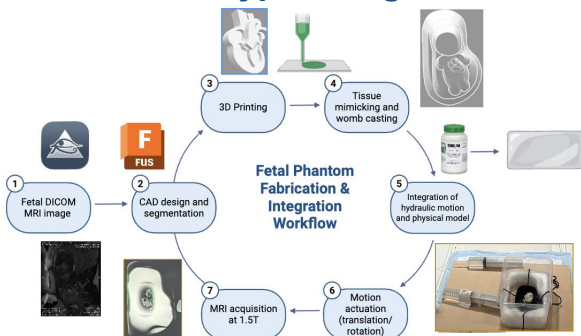 3
3D Printing
4
Tissue
mimicking and
womb casting
F
FUS
1
Fetal DICOM
MRI image
2
CAD design and
segmentation
Fetal Phantom
Fabrication &
Integration
Workflow
5
Integration of
hydraulic motion
and physical model
7
MRI acquisition
at 1.5T
6
Motion
actuation
(translation/
rotation)